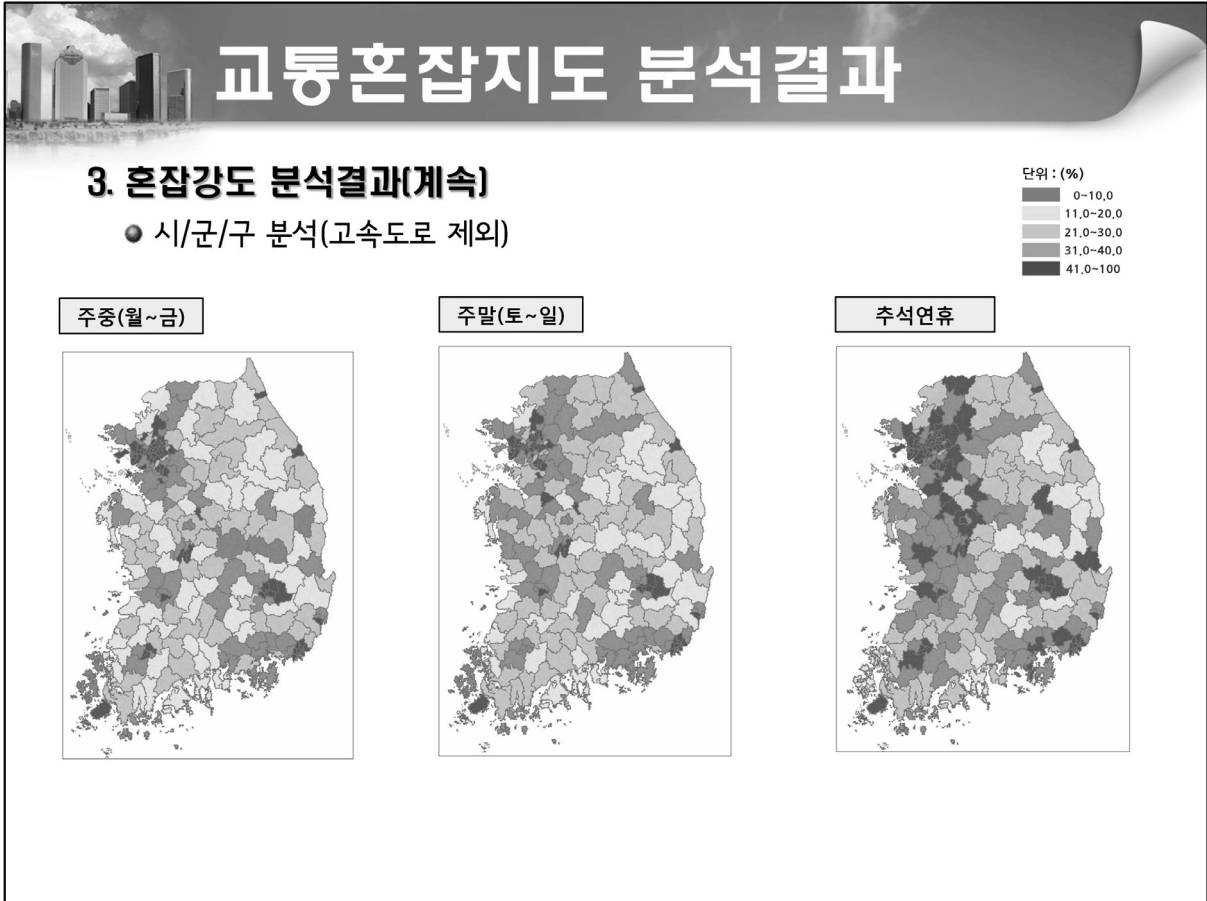 교통혼잡지도 분석결과
3. 혼잡강도 분석결과(계속)
시/군/구 분석(고속도로 제외)
단위 : (%)
0~10.0
11.0~20.0
21.0~30.0
31.0~40.0
41.0~100
주중(월~금)
주말(토~일)
추석연휴